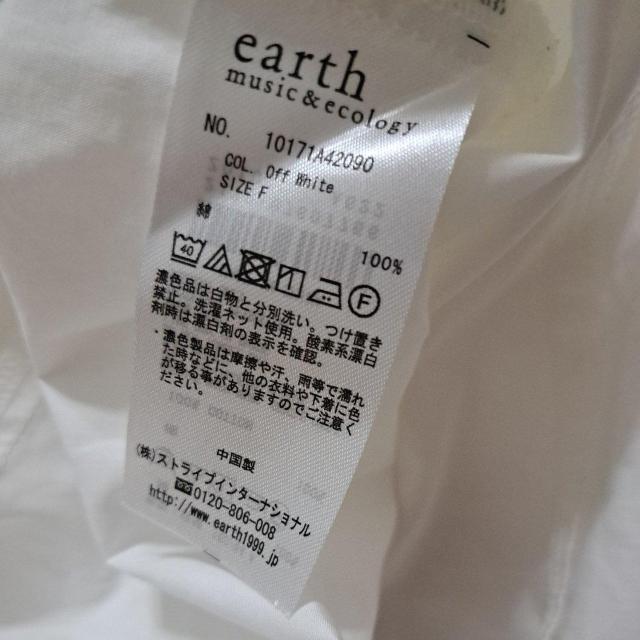 earth
music&ecology
NO. 10171A42090
COL. Off White
SIZE F
綿 100%
40 F
濃色品は白物と分別洗い。つけ置き
禁止。洗濯ネット使用。酸素系漂白
剤時は漂白剤の表示を確認。
・濃色製品は摩擦や汗、雨等で濡れ
た時などに、他の衣料や下着に色
が移る事がありますのでご注意く
ださい。
中国製
(株)ストライプインターナショナル
0120-806-008
http://www.earth1999.jp